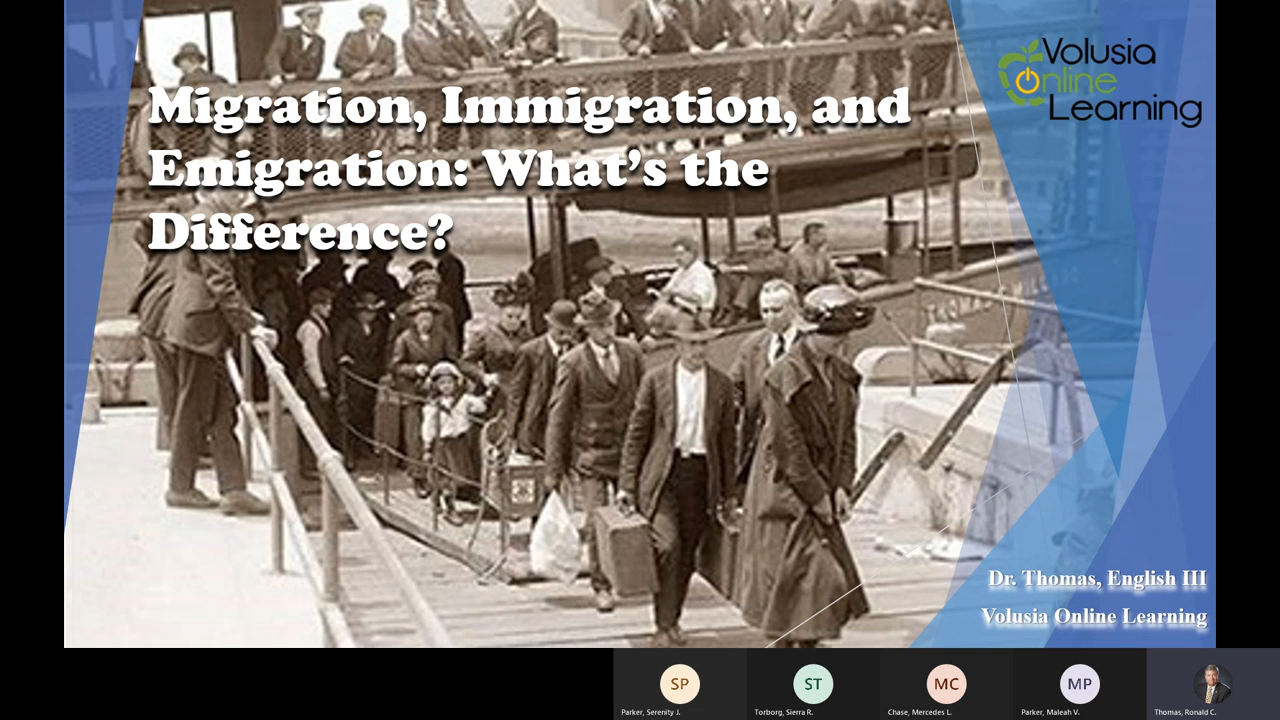 Migration, Immigration, and
Emigration: What's the
Difference?
Volusia
Online
Learning
Dr. Thomas, English III
Volusia Online Learning
SP
Parker, Serenity J.
ST
Torborg, Sierra R.
MC
Chase, Mercedes L.
MP
Parker, Maleah V.
Thomas, Ronald C.